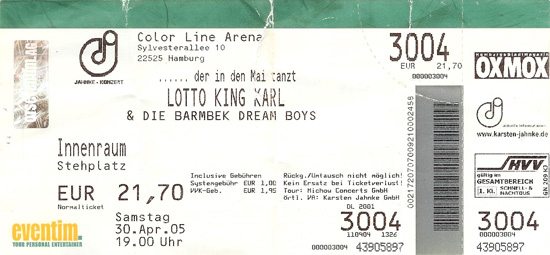 Color Line Arena
Sylvesterallee 10
22525 Hamburg
JAHNKE-KONZERT
3004
EUR 21,70
000003004
OXMOX
...... der in den Mai tanzt
LOTTO KING KARL
& DIE BARMBEK DREAM BOYS
www.karsten-jahnke.de
Innenraum
Stehplatz
EUR 21,70
Normalticket
Inclusive Gebühren
Systemgebühr EUR 1,00
VVK-Geb. EUR 1,95
Rückg./Umtausch nicht möglich!
Kein Ersatz bei Ticketverlust!
Tour: Michow Concerts GmbH
Örtl. VA: Karsten Jahnke GmbH
DL 2001
0021720707009210002458
HVV
gültig im
GESAMTBEREICH
1. Kl. SCHNELL- & NACHTBUS
eventim.
YOUR PERSONAL ENTERTAINER
Samstag
30.Apr.05
19.00 Uhr
3004
110404 1326
000003004 43905897
3004
000003004
43905897